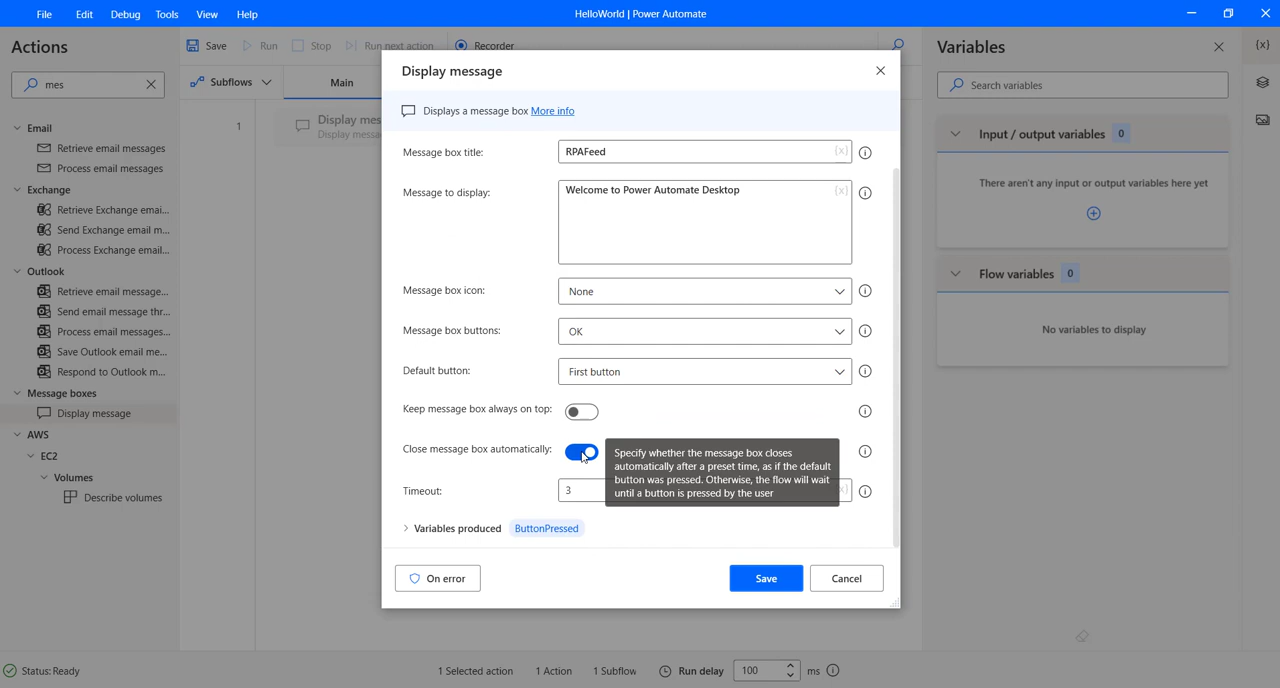 File Edit Debug Tools View Help
HelloWorld | Power Automate
Actions
mes
Email
Retrieve email messages
Process email messages
Exchange
Retrieve Exchange emai...
Send Exchange email m...
Process Exchange email...
Outlook
Retrieve email message...
Send email message thr...
Process email messages...
Save Outlook email me...
Respond to Outlook m...
Message boxes
Display message
AWS
EC2
Volumes
Describe volumes
Save Run Stop Run next action Recorder
Subflows Main
1
Display mes
Display messa
Display message
Displays a message box More info
Message box title: RPAFeed {x}
Message to display: Welcome to Power Automate Desktop {x}
Message box icon: None
Message box buttons: OK
Default button: First button
Keep message box always on top:
Close message box automatically:
Specify whether the message box closes
automatically after a preset time, as if the default
button was pressed. Otherwise, the flow will wait
until a button is pressed by the user
Timeout: 3
Variables produced ButtonPressed
On error Save Cancel
Variables
{x}
Search variables
Input / output variables 0
There aren't any input or output variables here yet
Flow variables 0
No variables to display
Status: Ready
1 Selected action 1 Action 1 Subflow Run delay 100 ms